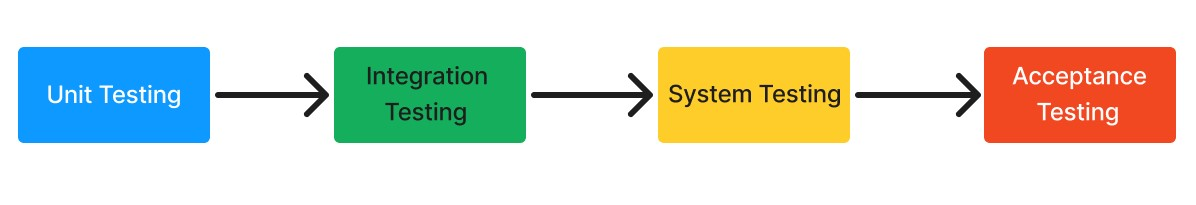 Unit Testing
Integration
Testing
System Testing
Acceptance
Testing